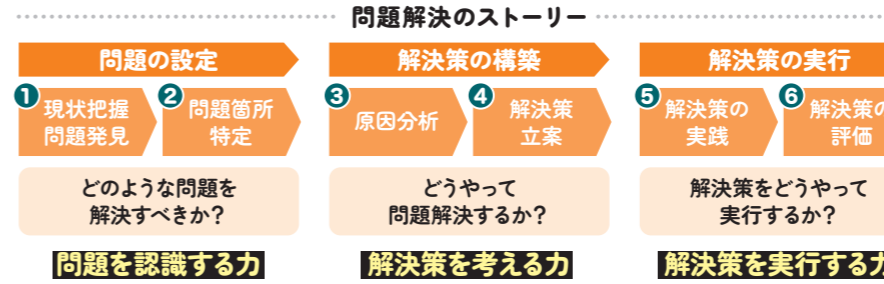 問題解決のストーリー
問題の設定
❶
現状把握
問題発見
❷
問題箇所
特定
どのような問題を
解決すべきか?
問題を認識する力
解決策の構築
❸
原因分析
❹
解決策
立案
どうやって
問題解決するか?
解決策を考える力
解決策の実行
❺
解決策の
実践
❻
解決策の
評価
解決策をどうやって
実行するか?
解決策を実行する力